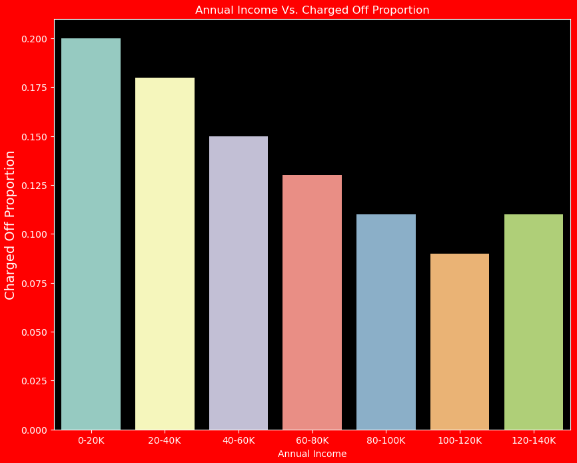 Annual Income Vs. Charged Off Proportion
Charged Off Proportion
0.200
0.175
0.150
0.125
0.100
0.075
0.050
0.025
0.000
0-20K 20-40K 40-60K 60-80K 80-100K 100-120K 120-140K
Annual Income